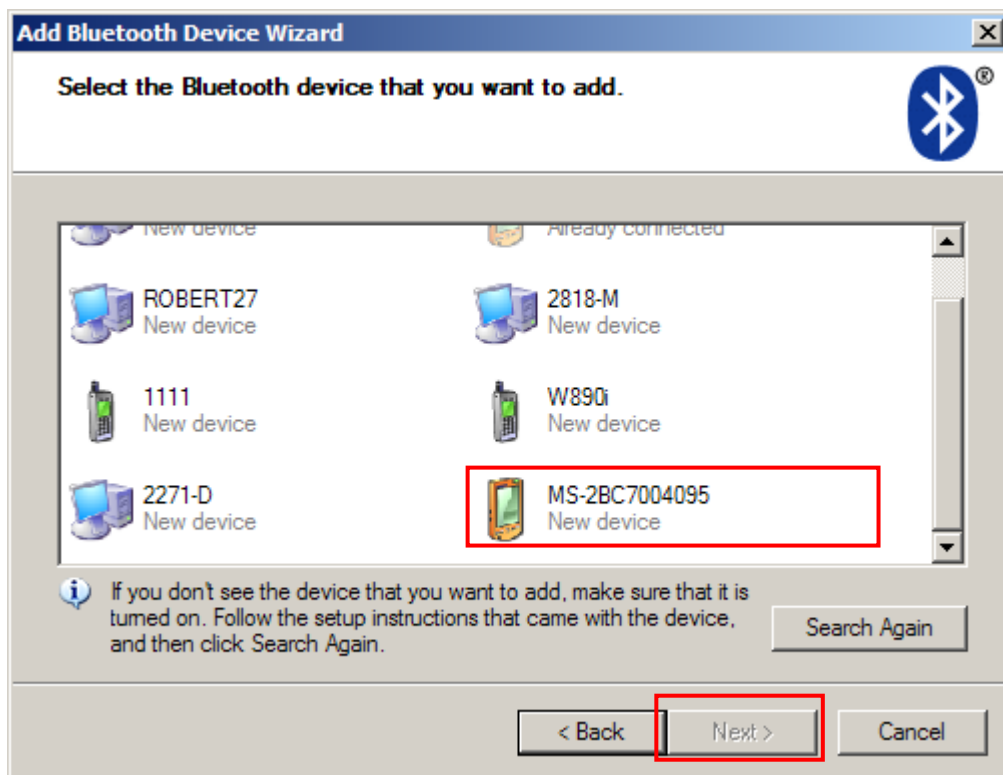 Add Bluetooth Device Wizard
Select the Bluetooth device that you want to add.
®
New device
Already connected
ROBERT27
New device
2818-M
New device
1111
New device
W890i
New device
2271-D
New device
MS-2BC7004095
New device
If you don't see the device that you want to add, make sure that it is
turned on. Follow the setup instructions that came with the device,
and then click Search Again.
Search Again
< Back
Next >
Cancel